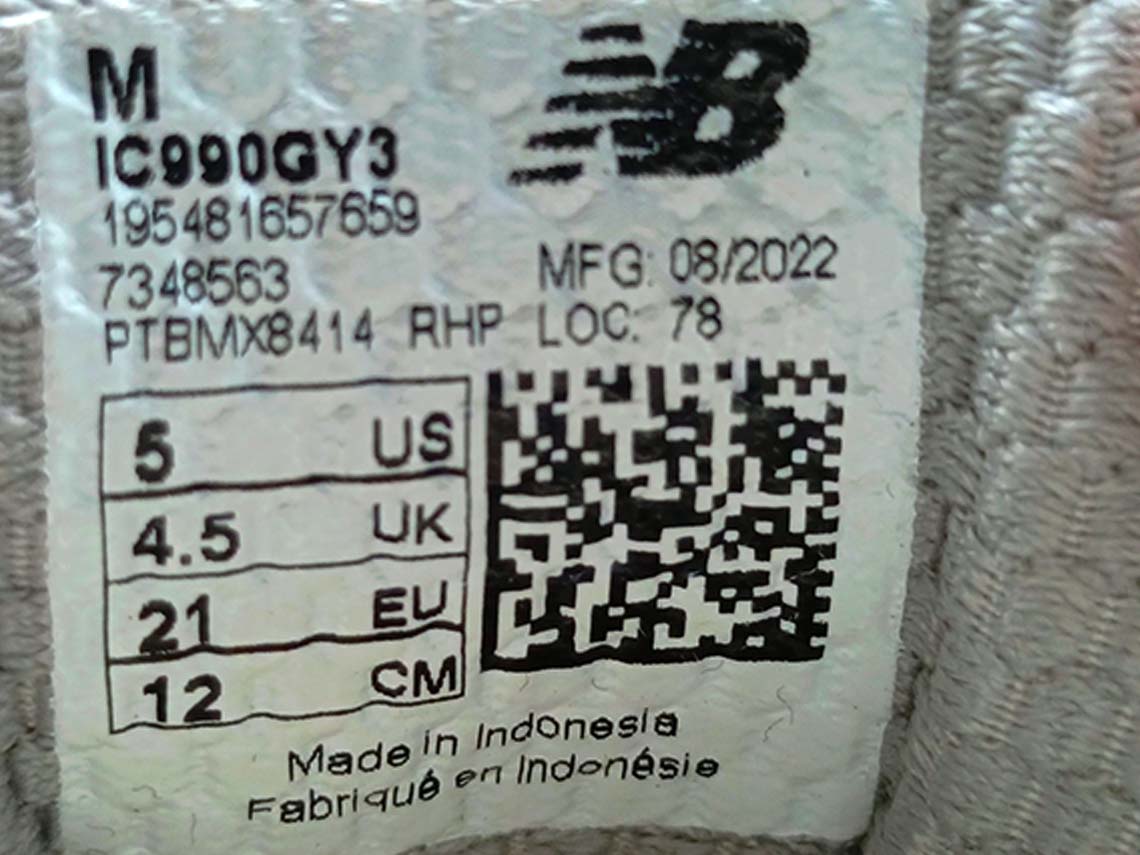 M
NB
IC990GY3
195481657659
7348563
MFG: 08/2022
PTBMX8414 RHP LOC: 78
5 US
4.5 UK
21 EU
12 CM
Made in Indonesia
Fabriqué en Indonésie